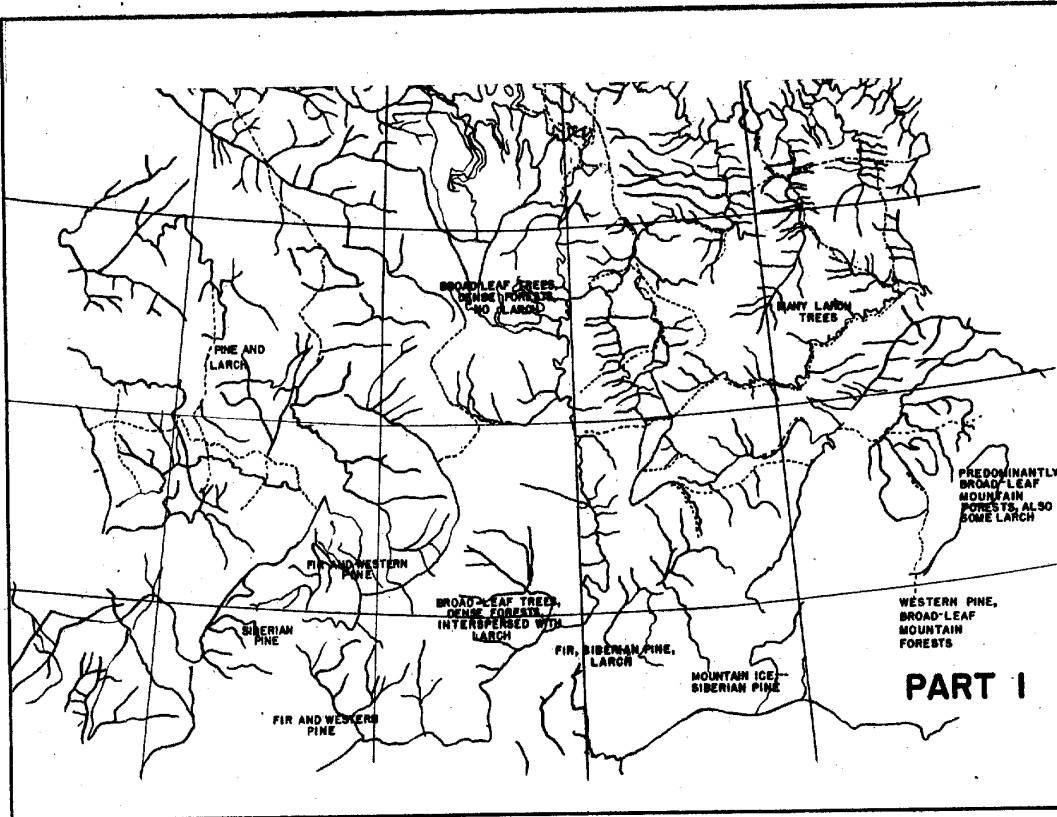 BROAD-LEAF TREES,
DENSE FORESTS,
NO LARCH
MANY LARCH
TREES
PINE AND
LARCH
PREDOMINANTLY
BROAD-LEAF
MOUNTAIN
FORESTS, ALSO
SOME LARCH
FIR AND WESTERN
PINE
BROAD-LEAF TREES,
DENSE FORESTS,
INTERSPERSED WITH
LARCH
WESTERN PINE,
BROAD-LEAF
MOUNTAIN
FORESTS
SIBERIAN
PINE
FIR, SIBERIAN PINE,
LARCH
MOUNTAIN ICE-
SIBERIAN PINE
PART I
FIR AND WESTERN
PINE